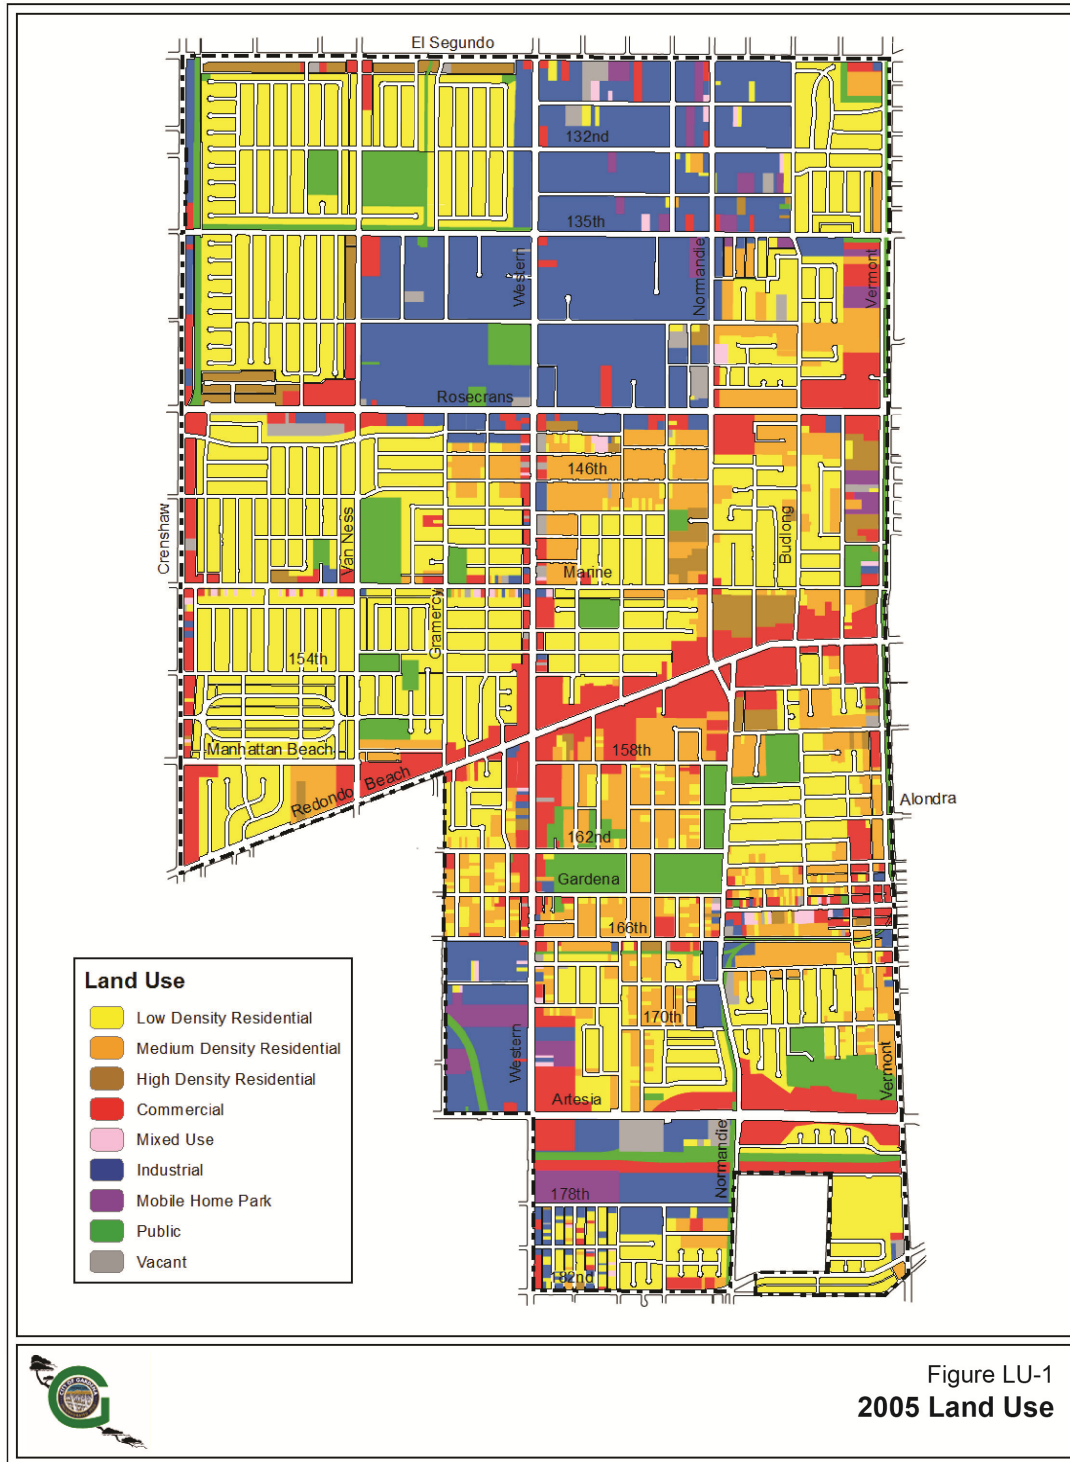 El Segundo
132nd
135th
Western
Normandie
Vermont
Rosecrans
146th
Crenshaw
Van Ness
Budlong
Marine
Gramercy
154th
Manhattan Beach
158th
Redondo Beach
Alondra
162nd
Gardena
166th
170th
Western
Vermont
Artesia
Normandie
178th
182nd
Land Use
Low Density Residential
Medium Density Residential
High Density Residential
Commercial
Mixed Use
Industrial
Mobile Home Park
Public
Vacant
CITY OF GARDENA
G
Figure LU-1
2005 Land Use